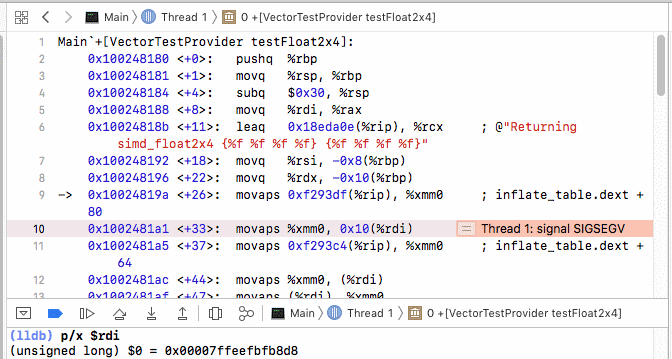 Main Thread 1 0 +[VectorTestProvider testFloat2x4]
1 Main`+[VectorTestProvider testFloat2x4]:
2 0x100248180 <+0>: pushq %rbp
3 0x100248181 <+1>: movq %rsp, %rbp
4 0x100248184 <+4>: subq $0x30, %rsp
5 0x100248188 <+8>: movq %rdi, %rax
6 0x10024818b <+11>: leaq 0x18eda0e(%rip), %rcx ; @"Returning
simd_float2x4 {%f %f %f %f} {%f %f %f %f}"
7 0x100248192 <+18>: movq %rsi, -0x8(%rbp)
8 0x100248196 <+22>: movq %rdx, -0x10(%rbp)
9 -> 0x10024819a <+26>: movaps 0xf293df(%rip), %xmm0 ; inflate_table.dext +
80
10 0x1002481a1 <+33>: movaps %xmm0, 0x10(%rdi) Thread 1: signal SIGSEGV
11 0x1002481a5 <+37>: movaps 0xf293c4(%rip), %xmm0 ; inflate_table.dext +
64
12 0x1002481ac <+44>: movaps %xmm0, (%rdi)
13 0x1002481af <+47>: movaps (%rdi), %xmm0
Main Thread 1 0 +[VectorTestProvider testFloat2x4]
(lldb) p/x $rdi
(unsigned long) $0 = 0x00007ffeefbfb8d8